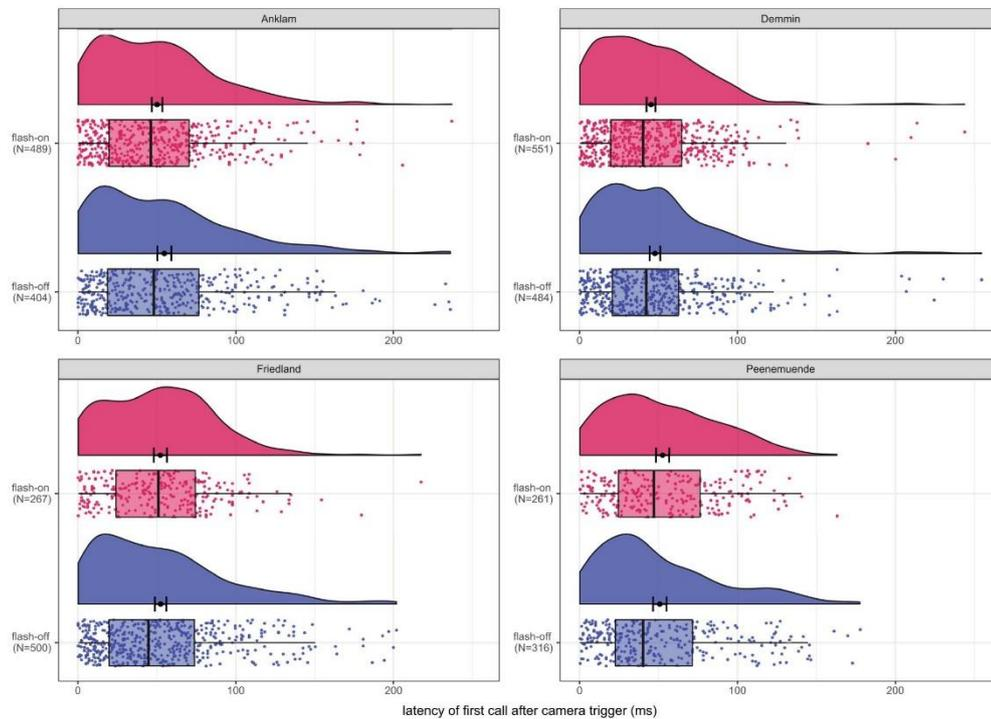 Anklam
flash-on
(N=489)
flash-off
(N=404)
0 100 200
Demmin
flash-on
(N=551)
flash-off
(N=484)
0 100 200
Friedland
flash-on
(N=267)
flash-off
(N=500)
0 100 200
Peenemuende
flash-on
(N=261)
flash-off
(N=316)
0 100 200
latency of first call after camera trigger (ms)